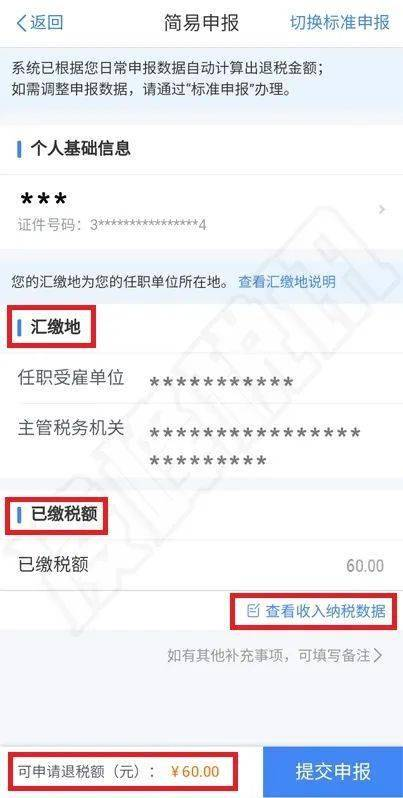 返回 简易申报 切换标准申报
系统已根据您日常申报数据自动计算出退税金额；
如需调整申报数据，请通过“标准申报”办理。
个人基础信息
***
证件号码：3****************4
您的汇缴地为您的任职单位所在地。 查看汇缴地说明
汇缴地
任职受雇单位 ***********
主管税务机关 ****************
*********
已缴税额
已缴税额 60.00
查看收入纳税数据
如有其他补充事项，可填写备注
可申请退税额（元）： ￥60.00 提交申报